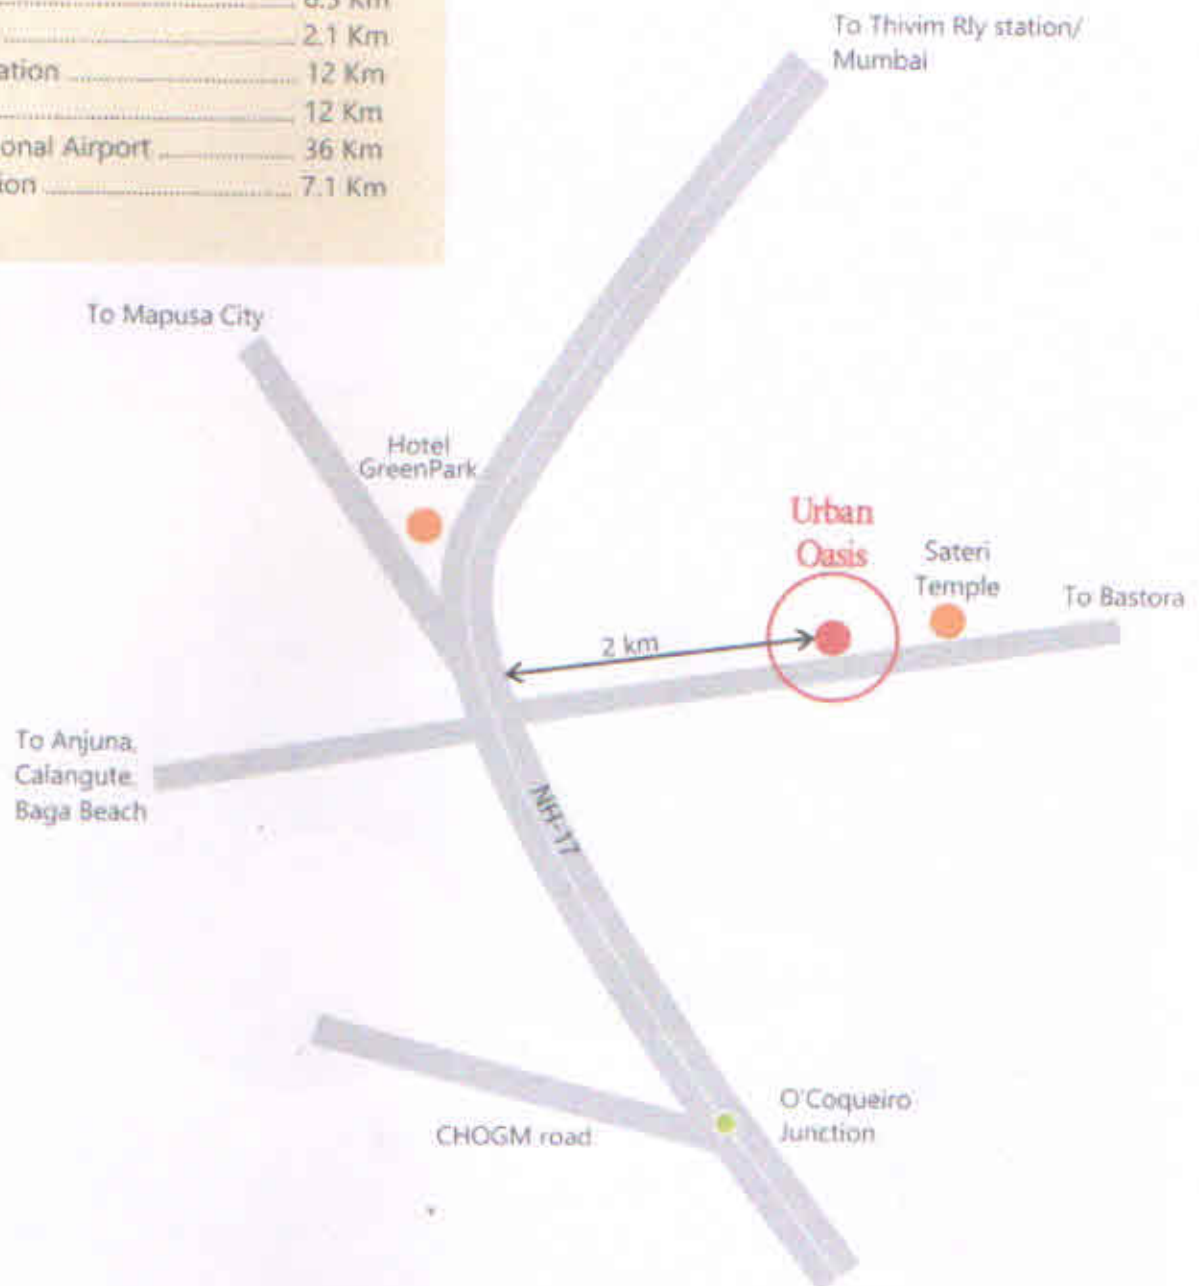 2.1 Km
ation 12 Km
12 Km
onal Airport 36 Km
ion 7.1 Km
To Thivim Rly station/
Mumbai
To Mapusa City
Hotel
GreenPark
Urban
Oasis
Sateri
Temple
To Bastora
2 km
To Anjuna,
Calangute,
Baga Beach
NH-17
O'Coqueiro
Junction
CHOGM road